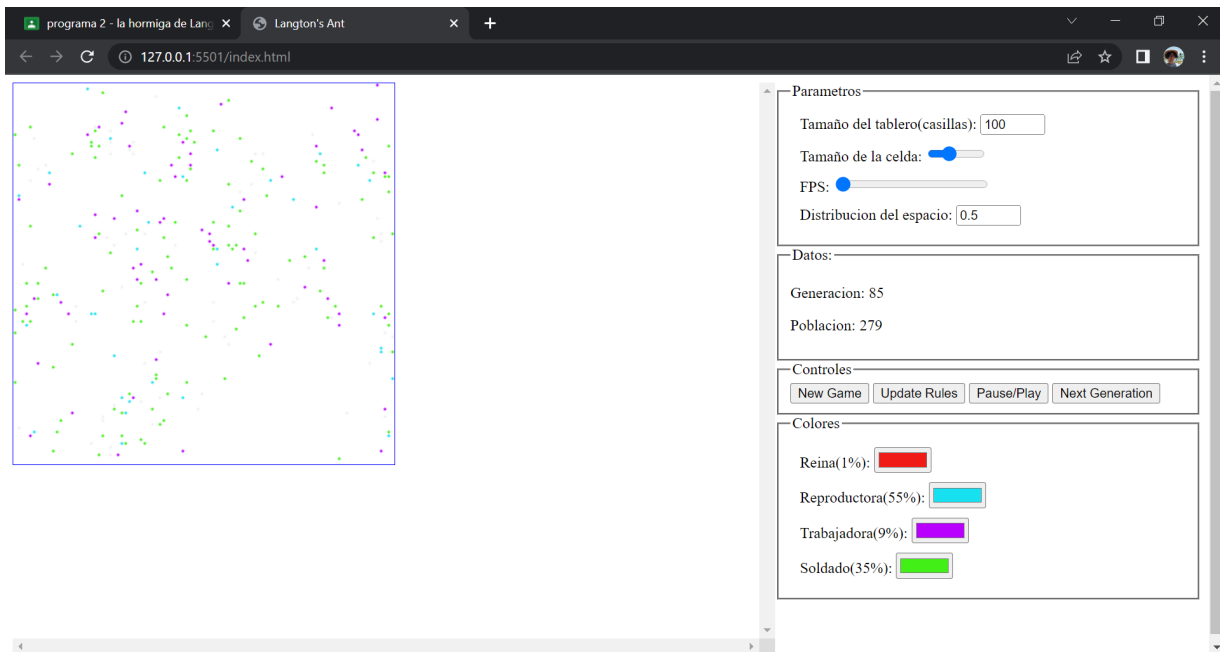 programa 2 - la hormiga de Lang
Langton's Ant
127.0.0.1:5501/index.html
Parametros
Tamaño del tablero(casillas): 100
Tamaño de la celda:
FPS:
Distribucion del espacio: 0.5
Datos:
Generacion: 85
Poblacion: 279
Controles
New Game Update Rules Pause/Play Next Generation
Colores
Reina(1%):
Reproductora(55%):
Trabajadora(9%):
Soldado(35%):